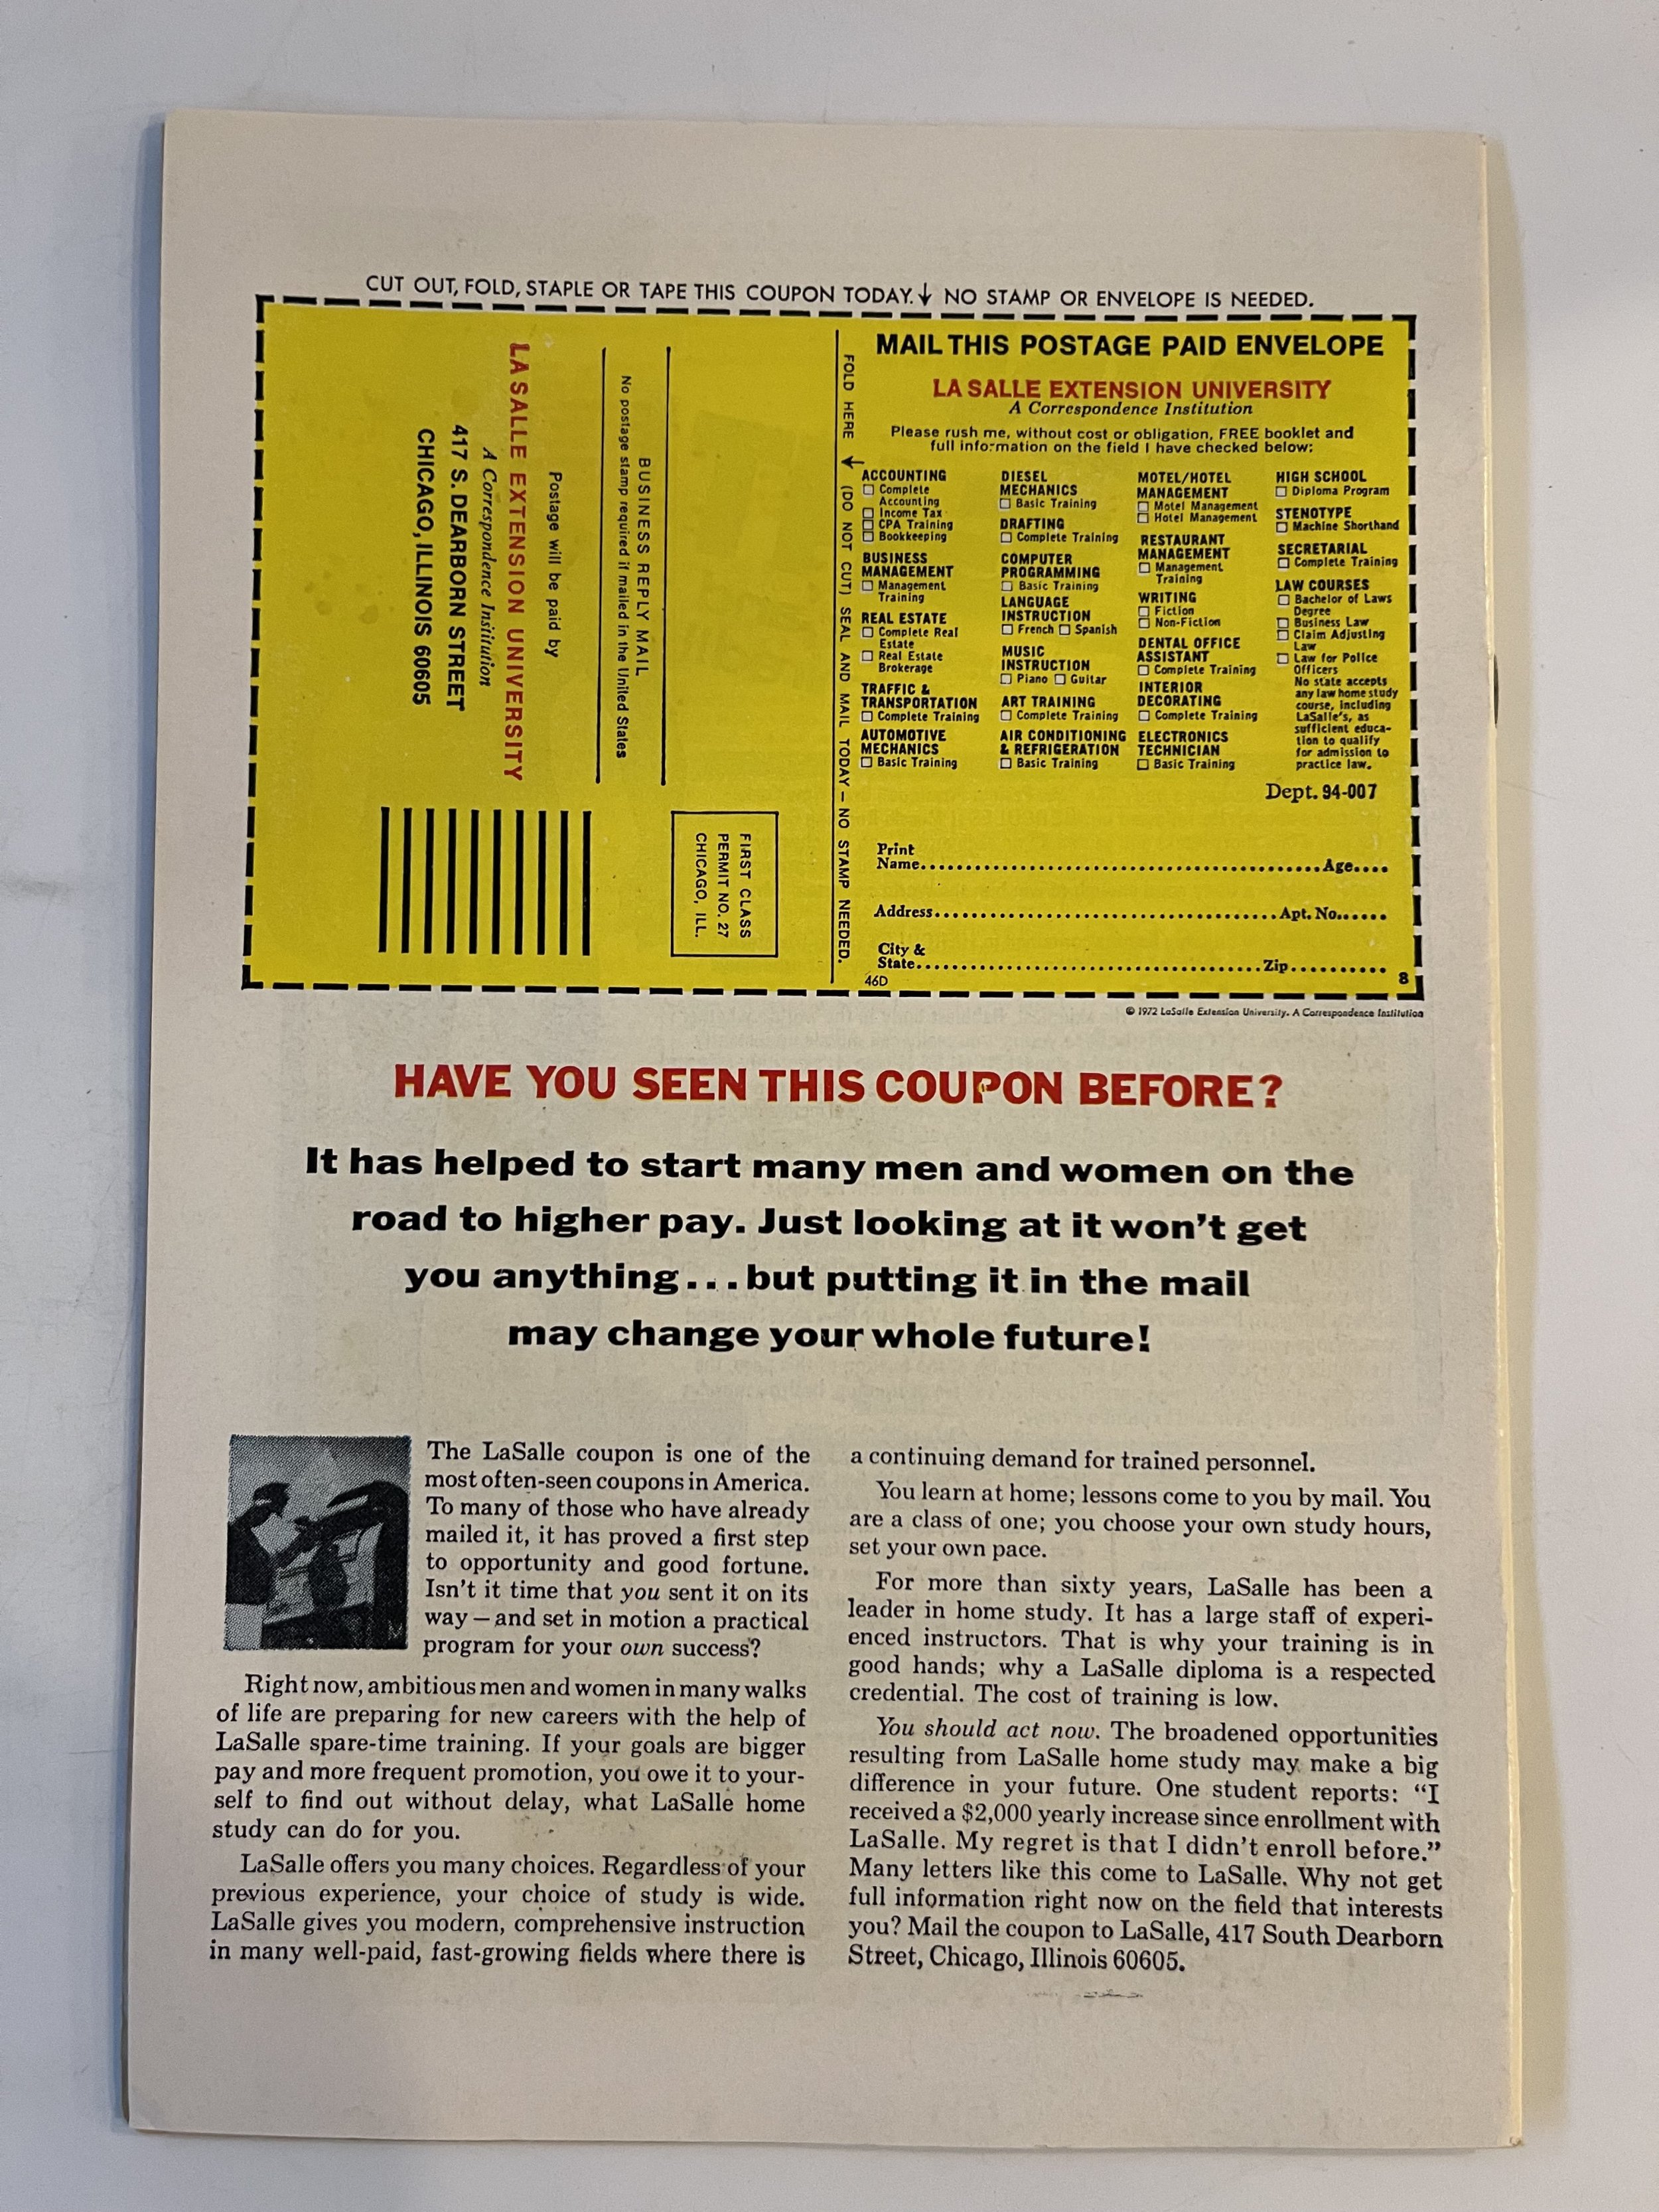 CUT OUT, FOLD, STAPLE OR TAPE THIS COUPON TODAY.↓ NO STAMP OR ENVELOPE IS NEEDED.
BUSINESS REPLY MAIL
No postage stamp required if mailed in the United States
Postage will be paid by
LA SALLE EXTENSION UNIVERSITY
A Correspondence Institution
417 S. DEARBORN STREET
CHICAGO, ILLINOIS 60605
FIRST CLASS
PERMIT NO. 27
CHICAGO, ILL.
FOLD HERE → (DO NOT CUT) SEAL AND MAIL TODAY – NO STAMP NEEDED.
MAIL THIS POSTAGE PAID ENVELOPE
LA SALLE EXTENSION UNIVERSITY
A Correspondence Institution
Please rush me, without cost or obligation, FREE booklet and
full information on the field I have checked below:
ACCOUNTING
☐ Complete
Accounting
☐ Income Tax
☐ CPA Training
☐ Bookkeeping
BUSINESS
MANAGEMENT
☐ Management
Training
REAL ESTATE
☐ Complete Real
Estate
☐ Real Estate
Brokerage
TRAFFIC &
TRANSPORTATION
☐ Complete Training
AUTOMOTIVE
MECHANICS
☐ Basic Training
DIESEL
MECHANICS
☐ Basic Training
DRAFTING
☐ Complete Training
COMPUTER
PROGRAMMING
☐ Basic Training
LANGUAGE
INSTRUCTION
☐ French ☐ Spanish
MUSIC
INSTRUCTION
☐ Piano ☐ Guitar
ART TRAINING
☐ Complete Training
AIR CONDITIONING
& REFRIGERATION
☐ Basic Training
MOTEL/HOTEL
MANAGEMENT
☐ Motel Management
☐ Hotel Management
RESTAURANT
MANAGEMENT
☐ Management
Training
WRITING
☐ Fiction
☐ Non-Fiction
DENTAL OFFICE
ASSISTANT
☐ Complete Training
INTERIOR
DECORATING
☐ Complete Training
ELECTRONICS
TECHNICIAN
☐ Basic Training
HIGH SCHOOL
☐ Diploma Program
STENOTYPE
☐ Machine Shorthand
SECRETARIAL
☐ Complete Training
LAW COURSES
☐ Bachelor of Laws
Degree
☐ Business Law
☐ Claim Adjusting
Law
☐ Law for Police
Officers
No state accepts
any law home study
course, including
LaSalle's, as
sufficient educa-
tion to qualify
for admission to
practice law.
Dept. 94-007
Print
Name..........Age....
Address..........Apt. No......
City &
State..........Zip..........
46D 8
© 1972 LaSalle Extension University. A Correspondence Institution
HAVE YOU SEEN THIS COUPON BEFORE?
It has helped to start many men and women on the
road to higher pay. Just looking at it won't get
you anything...but putting it in the mail
may change your whole future!
The LaSalle coupon is one of the
most often-seen coupons in America.
To many of those who have already
mailed it, it has proved a first step
to opportunity and good fortune.
Isn't it time that you sent it on its
way—and set in motion a practical
program for your own success?
Right now, ambitious men and women in many walks
of life are preparing for new careers with the help of
LaSalle spare-time training. If your goals are bigger
pay and more frequent promotion, you owe it to your-
self to find out without delay, what LaSalle home
study can do for you.
LaSalle offers you many choices. Regardless of your
previous experience, your choice of study is wide.
LaSalle gives you modern, comprehensive instruction
in many well-paid, fast-growing fields where there is
a continuing demand for trained personnel.
You learn at home; lessons come to you by mail. You
are a class of one; you choose your own study hours,
set your own pace.
For more than sixty years, LaSalle has been a
leader in home study. It has a large staff of experi-
enced instructors. That is why your training is in
good hands; why a LaSalle diploma is a respected
credential. The cost of training is low.
You should act now. The broadened opportunities
resulting from LaSalle home study may make a big
difference in your future. One student reports: "I
received a $2,000 yearly increase since enrollment with
LaSalle. My regret is that I didn't enroll before."
Many letters like this come to LaSalle. Why not get
full information right now on the field that interests
you? Mail the coupon to LaSalle, 417 South Dearborn
Street, Chicago, Illinois 60605.